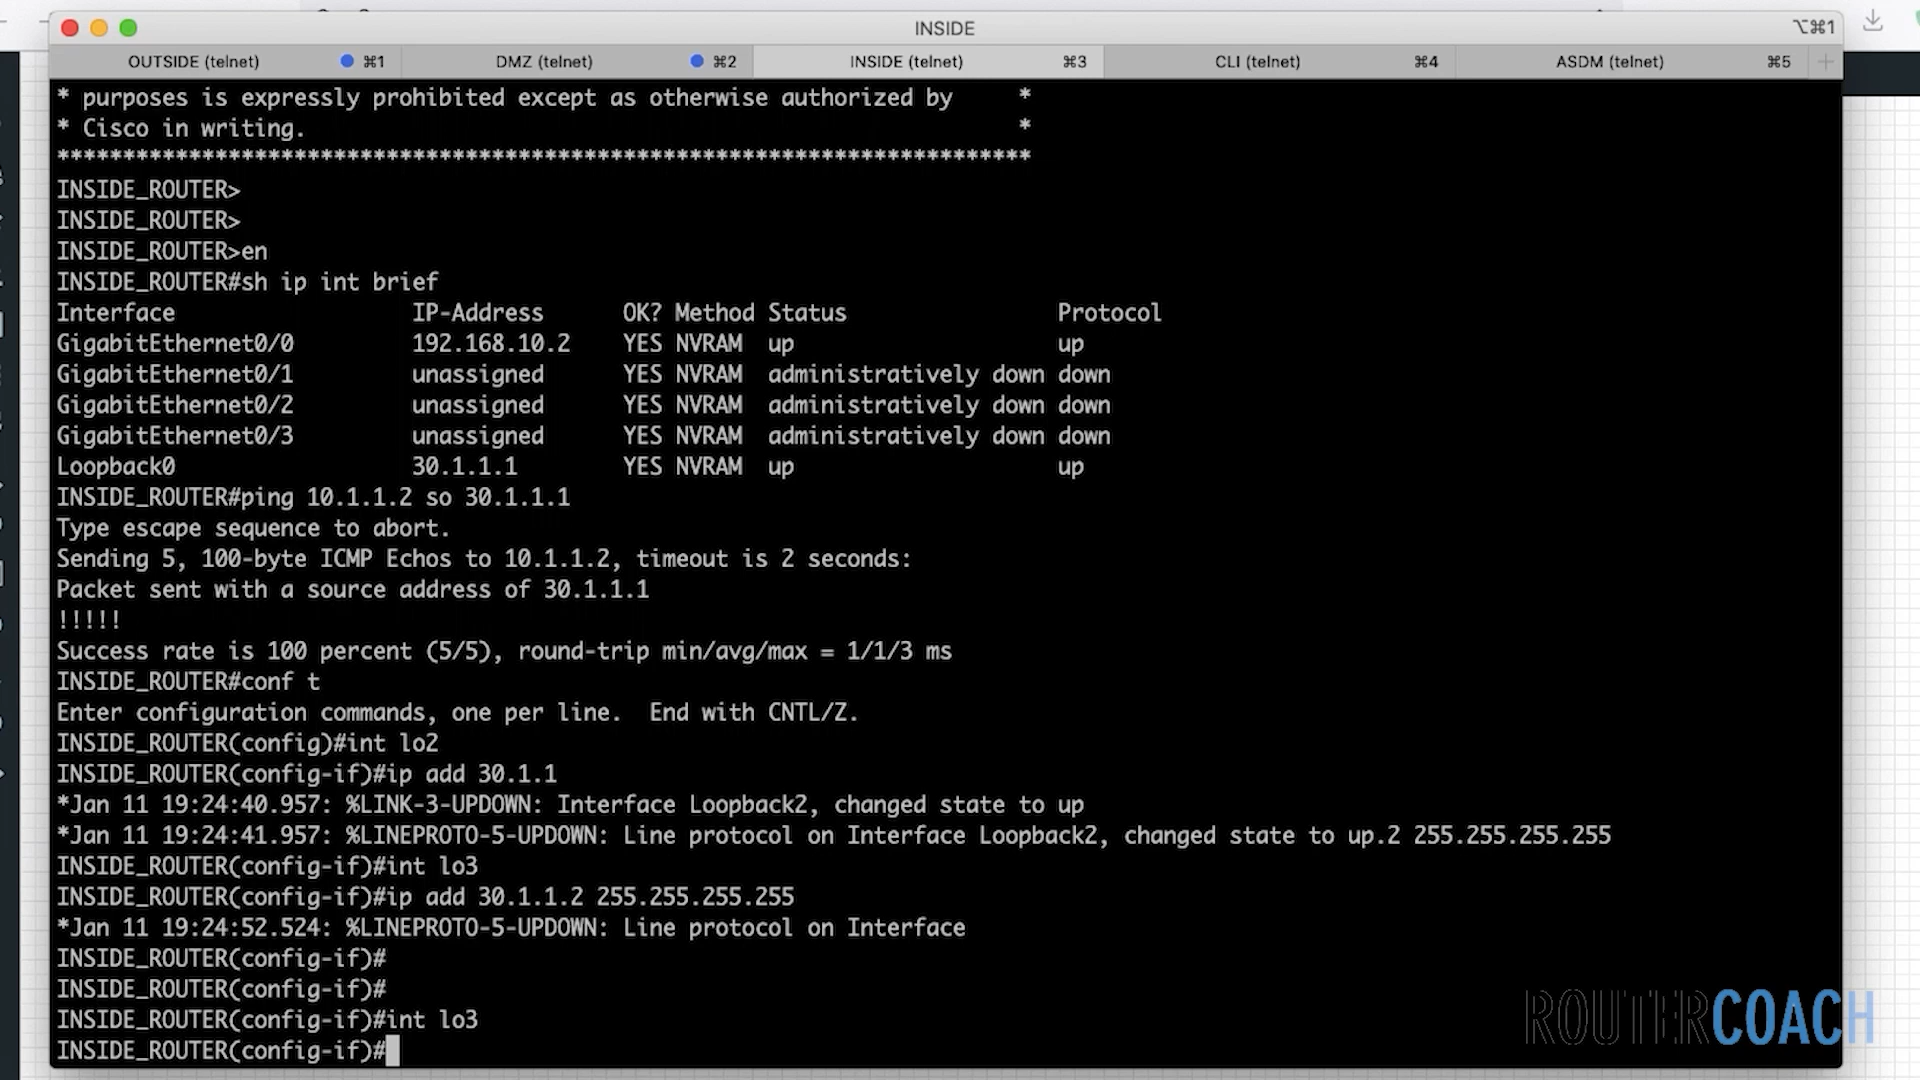 INSIDE
⌥⌘1
OUTSIDE (telnet) ⌘1 DMZ (telnet) ⌘2 INSIDE (telnet) ⌘3 CLI (telnet) ⌘4 ASDM (telnet) ⌘5 +
* purposes is expressly prohibited except as otherwise authorized by *
* Cisco in writing. *
**************************************************************************
INSIDE_ROUTER>
INSIDE_ROUTER>
INSIDE_ROUTER>en
INSIDE_ROUTER#sh ip int brief
Interface IP-Address OK? Method Status Protocol
GigabitEthernet0/0 192.168.10.2 YES NVRAM up up
GigabitEthernet0/1 unassigned YES NVRAM administratively down down
GigabitEthernet0/2 unassigned YES NVRAM administratively down down
GigabitEthernet0/3 unassigned YES NVRAM administratively down down
Loopback0 30.1.1.1 YES NVRAM up up
INSIDE_ROUTER#ping 10.1.1.2 so 30.1.1.1
Type escape sequence to abort.
Sending 5, 100-byte ICMP Echos to 10.1.1.2, timeout is 2 seconds:
Packet sent with a source address of 30.1.1.1
!!!!!
Success rate is 100 percent (5/5), round-trip min/avg/max = 1/1/3 ms
INSIDE_ROUTER#conf t
Enter configuration commands, one per line.  End with CNTL/Z.
INSIDE_ROUTER(config)#int lo2
INSIDE_ROUTER(config-if)#ip add 30.1.1
*Jan 11 19:24:40.957: %LINK-3-UPDOWN: Interface Loopback2, changed state to up
*Jan 11 19:24:41.957: %LINEPROTO-5-UPDOWN: Line protocol on Interface Loopback2, changed state to up.2 255.255.255.255
INSIDE_ROUTER(config-if)#int lo3
INSIDE_ROUTER(config-if)#ip add 30.1.1.2 255.255.255.255
*Jan 11 19:24:52.524: %LINEPROTO-5-UPDOWN: Line protocol on Interface
INSIDE_ROUTER(config-if)#
INSIDE_ROUTER(config-if)#
INSIDE_ROUTER(config-if)#int lo3
INSIDE_ROUTER(config-if)#
ROUTERCOACH